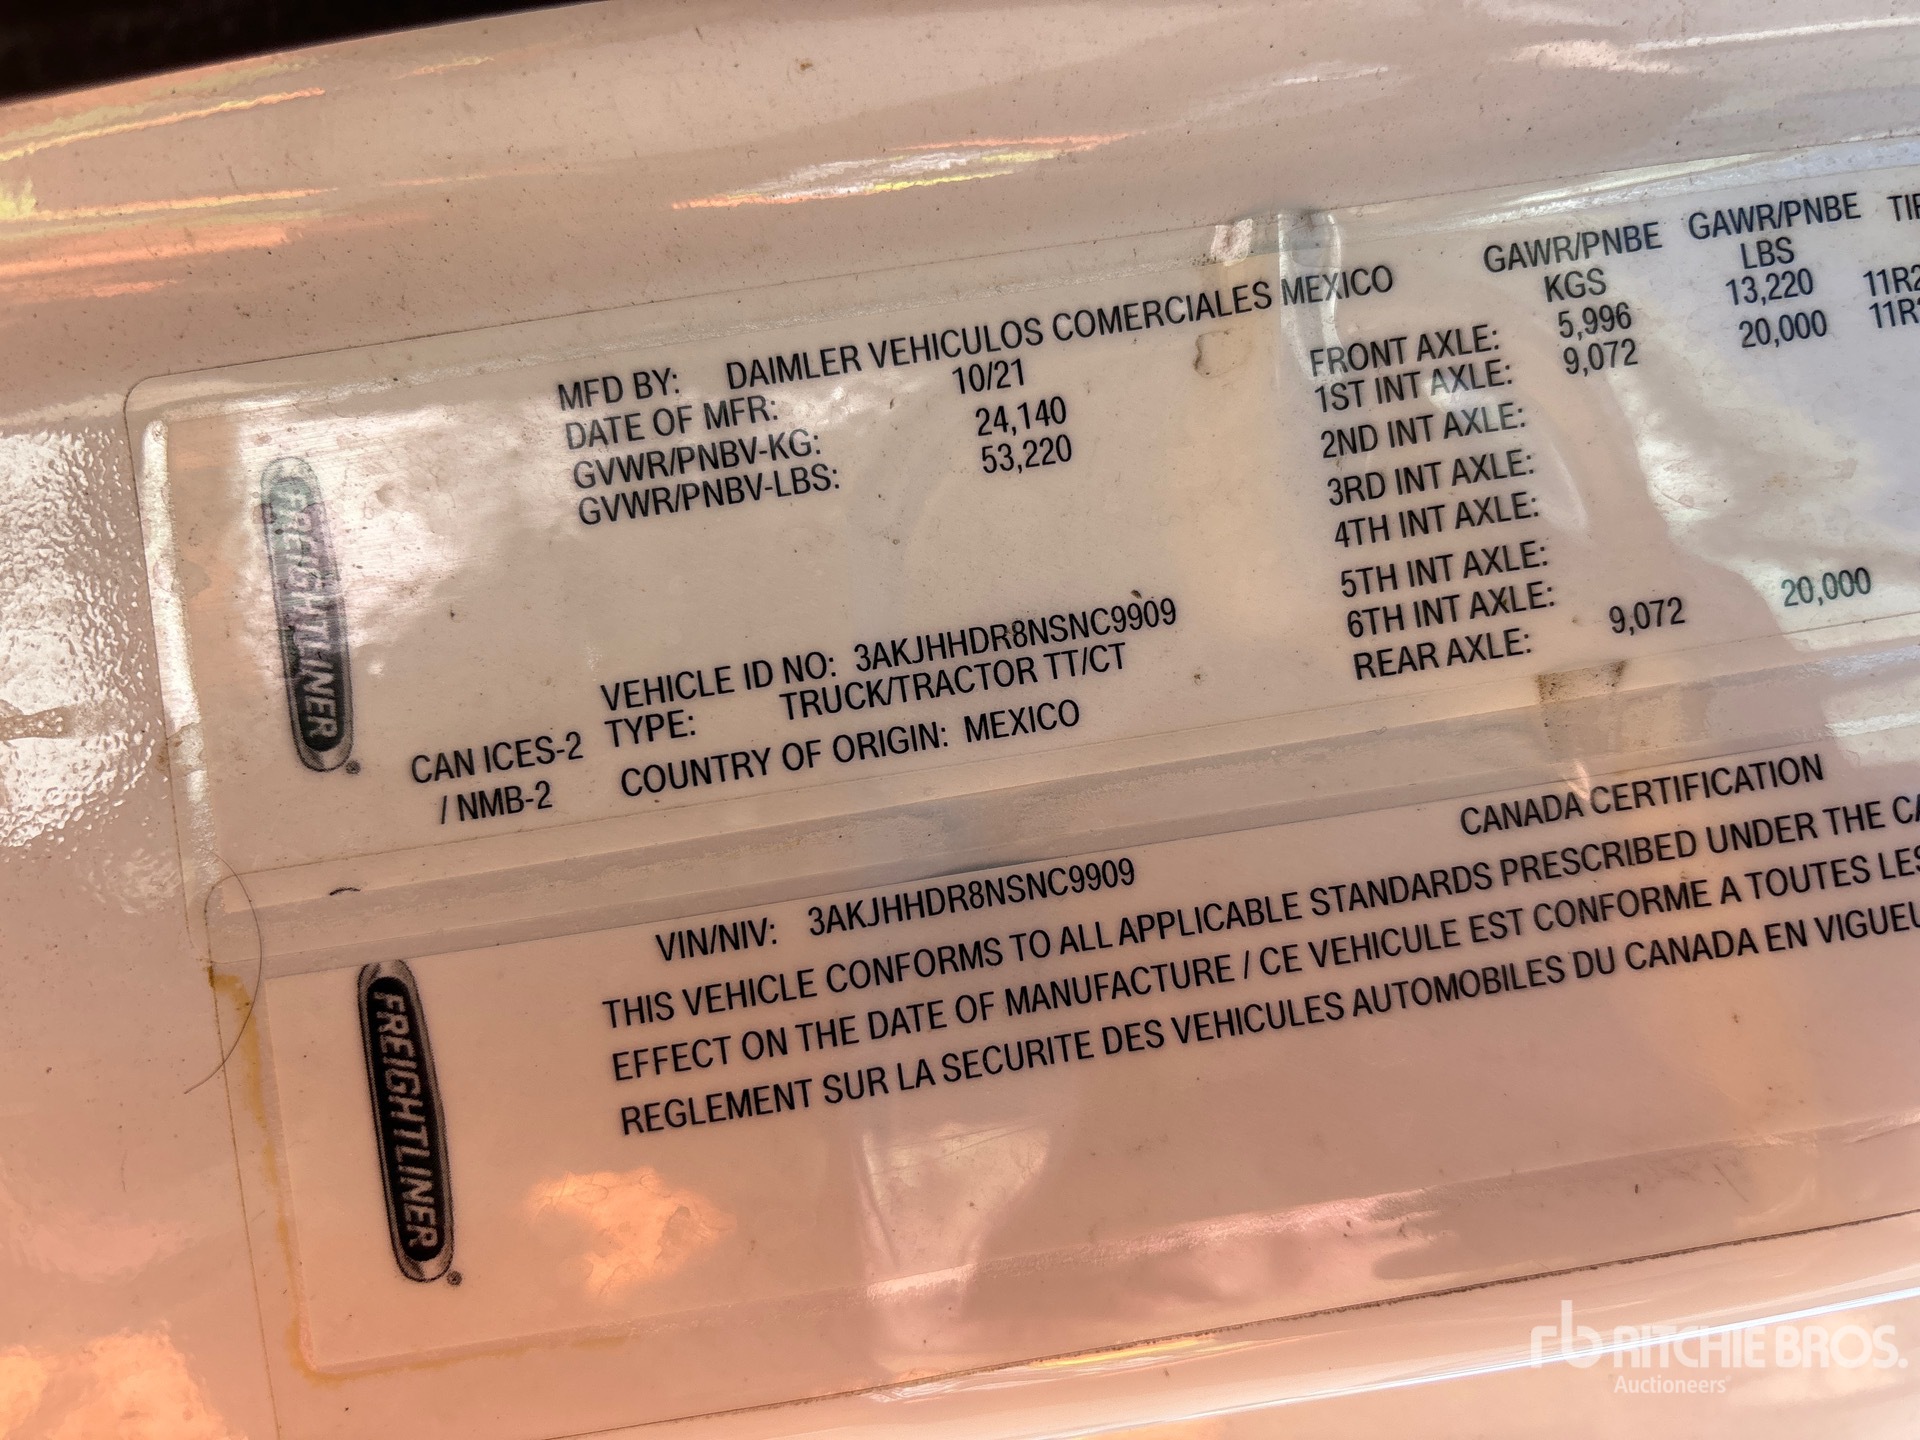 MFD BY: DAIMLER VEHICULOS COMERCIALES MEXICO
DATE OF MFR: 10/21
GVWR/PNBV-KG: 24,140
GVWR/PNBV-LBS: 53,220
VEHICLE ID NO: 3AKJHHDR8NSNC9909
TYPE: TRUCK/TRACTOR TT/CT
COUNTRY OF ORIGIN: MEXICO
CAN ICES-2
/ NMB-2
FREIGHTLINER
GAWR/PNBE GAWR/PNBE
KGS LBS
FRONT AXLE: 5,996 13,220
1ST INT AXLE: 9,072 20,000
2ND INT AXLE:
3RD INT AXLE:
4TH INT AXLE:
5TH INT AXLE:
6TH INT AXLE:
REAR AXLE: 9,072 20,000
CANADA CERTIFICATION
VIN/NIV: 3AKJHHDR8NSNC9909
THIS VEHICLE CONFORMS TO ALL APPLICABLE STANDARDS PRESCRIBED UNDER THE
EFFECT ON THE DATE OF MANUFACTURE / CE VEHICULE EST CONFORME A TOUTES
REGLEMENT SUR LA SECURITE DES VEHICULES AUTOMOBILES DU CANADA EN
FREIGHTLINER
rb RITCHIE BROS.
Auctioneers